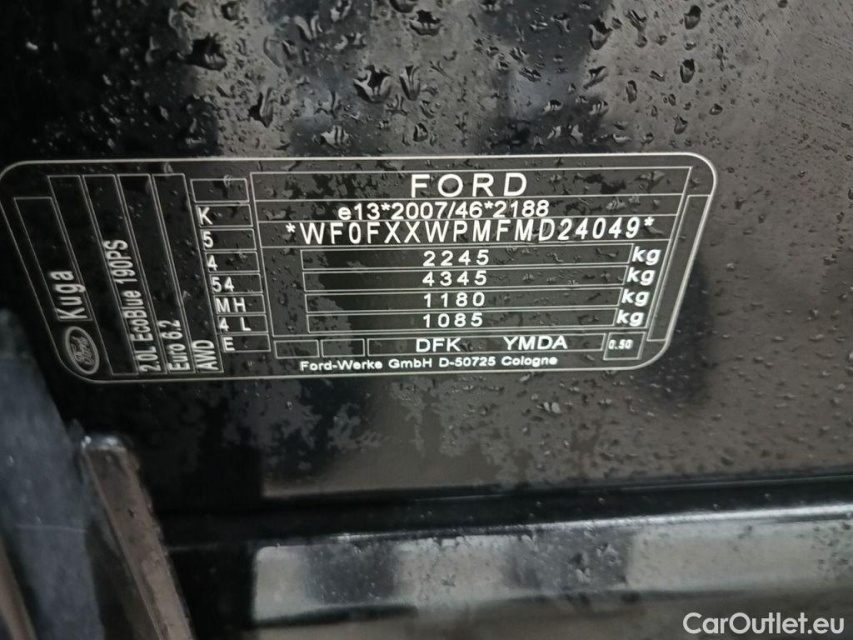 FORD
e13*2007/46*2188
*WF0FXXWPMFMD24049*
2245 kg
4345 kg
1180 kg
1085 kg
DFK YMDA 0.50
Ford-Werke GmbH D-50725 Cologne
K
5
4
54
MH
4 L
E
Ford Kuga
2.0L EcoBlue 190PS
Euro 6.2
AWD
CarOutlet.eu